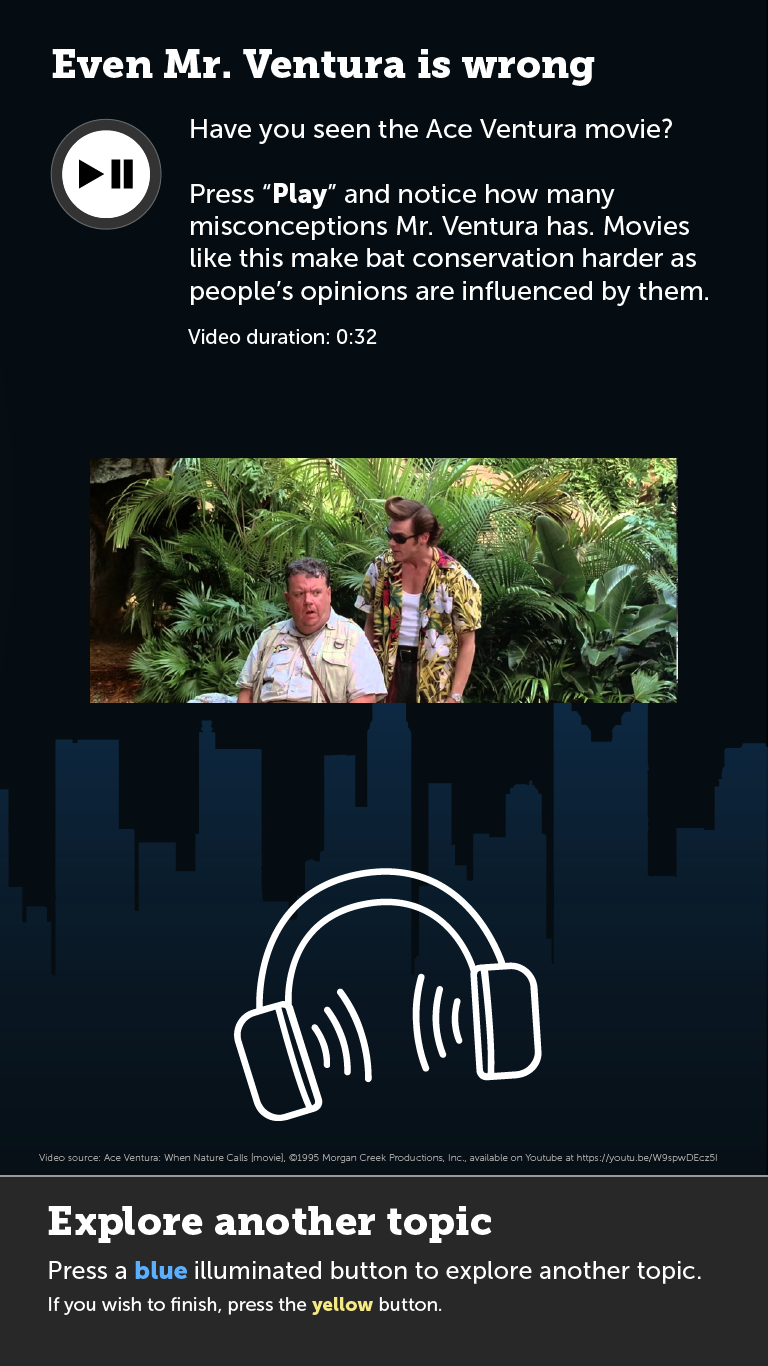 Even Mr. Ventura is wrong
Have you seen the Ace Ventura movie?
Press “Play” and notice how many
misconceptions Mr. Ventura has. Movies
like this make bat conservation harder as
people’s opinions are influenced by them.
Video duration: 0:32
Video source: Ace Ventura: When Nature Calls [movie], ©1995 Morgan Creek Productions, Inc., available on Youtube at https://youtu.be/W9spwDEcz5I
Explore another topic
Press a blue illuminated button to explore another topic.
If you wish to finish, press the yellow button.